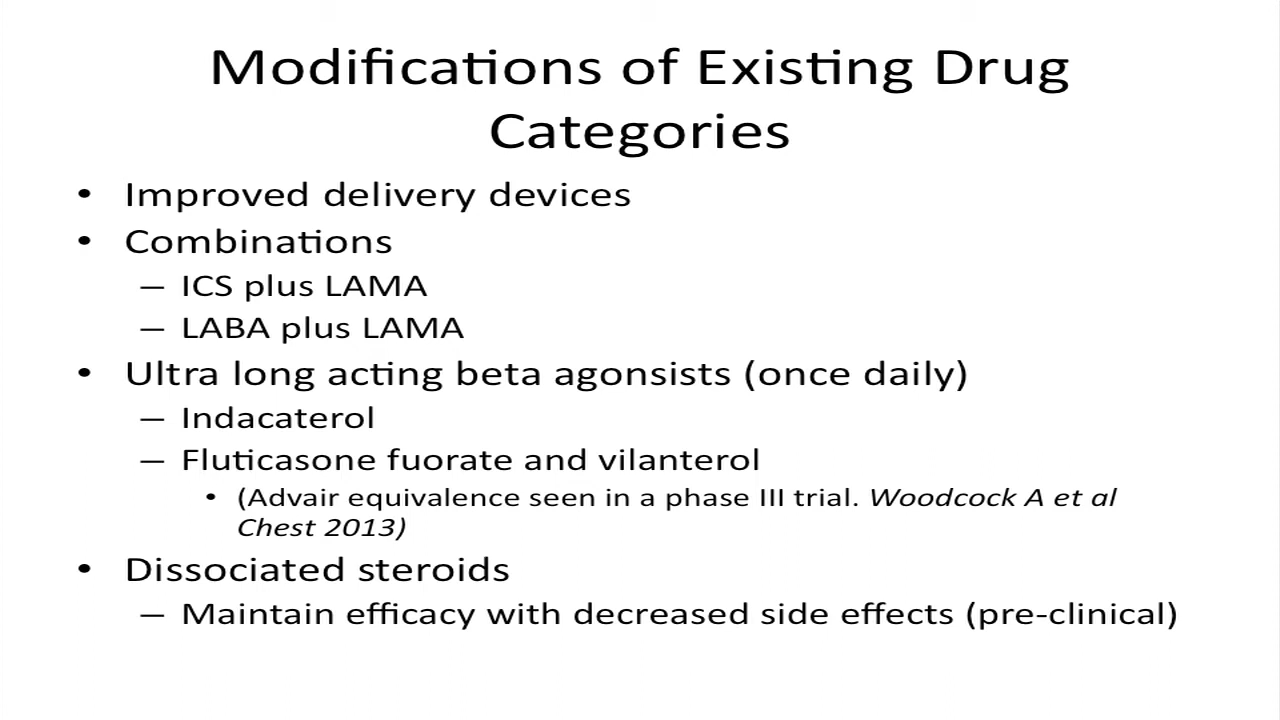 Modifications of Existing Drug
Categories
• Improved delivery devices
• Combinations
– ICS plus LAMA
– LABA plus LAMA
• Ultra long acting beta agonsists (once daily)
– Indacaterol
– Fluticasone fuorate and vilanterol
• (Advair equivalence seen in a phase III trial. Woodcock A et al
Chest 2013)
• Dissociated steroids
– Maintain efficacy with decreased side effects (pre-clinical)